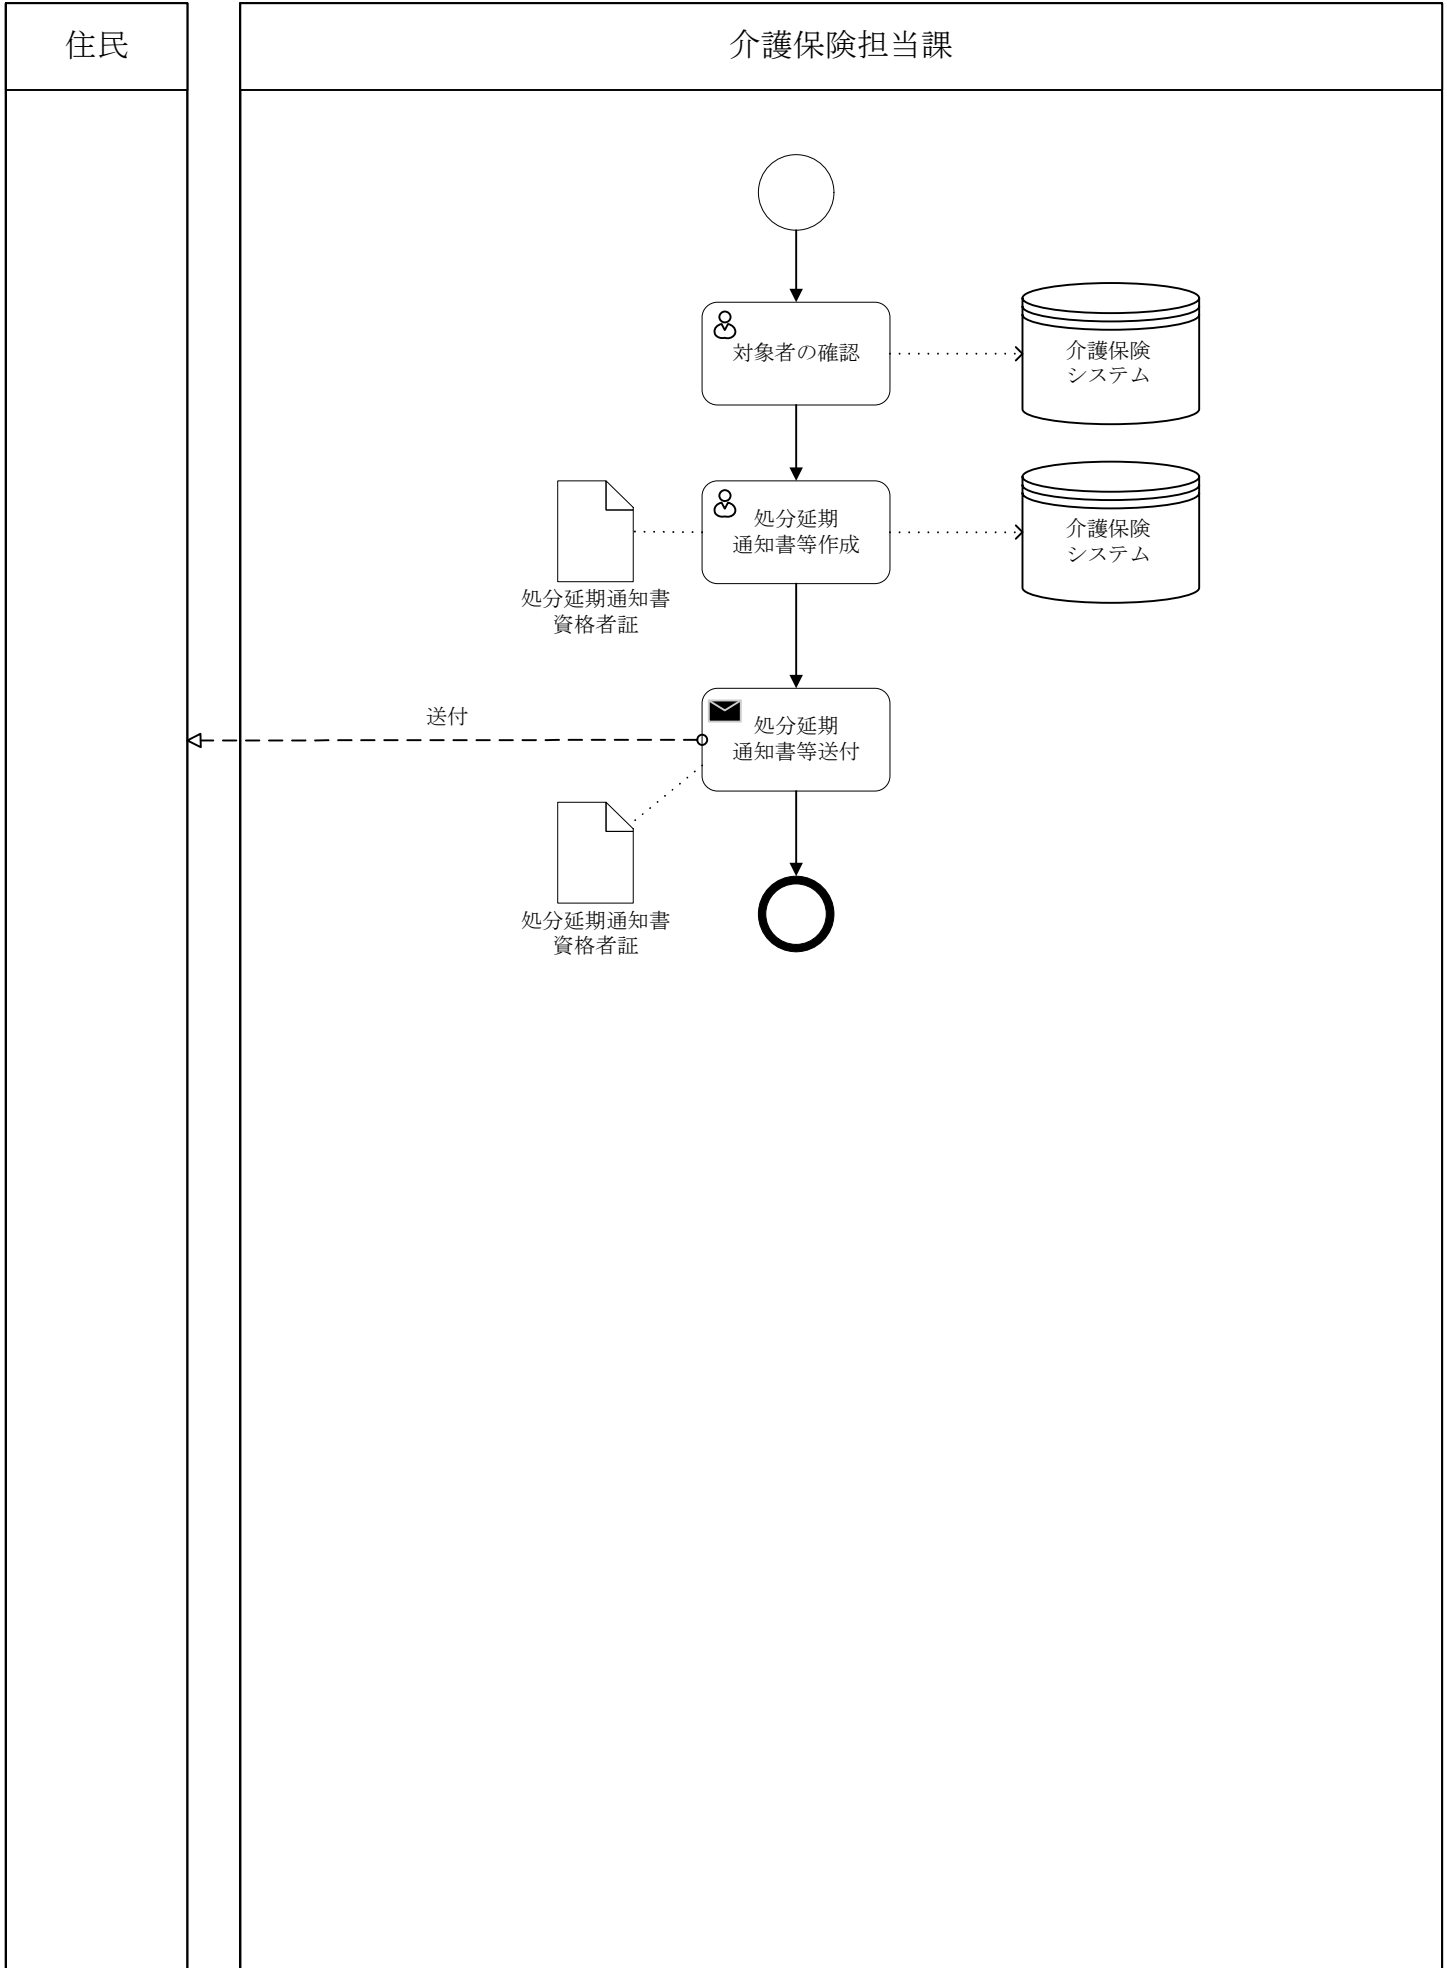 住民
介護保険担当課
対象者の確認
介護保険
システム
処分延期
通知書等作成
介護保険
システム
処分延期通知書
資格者証
送付
処分延期
通知書等送付
処分延期通知書
資格者証